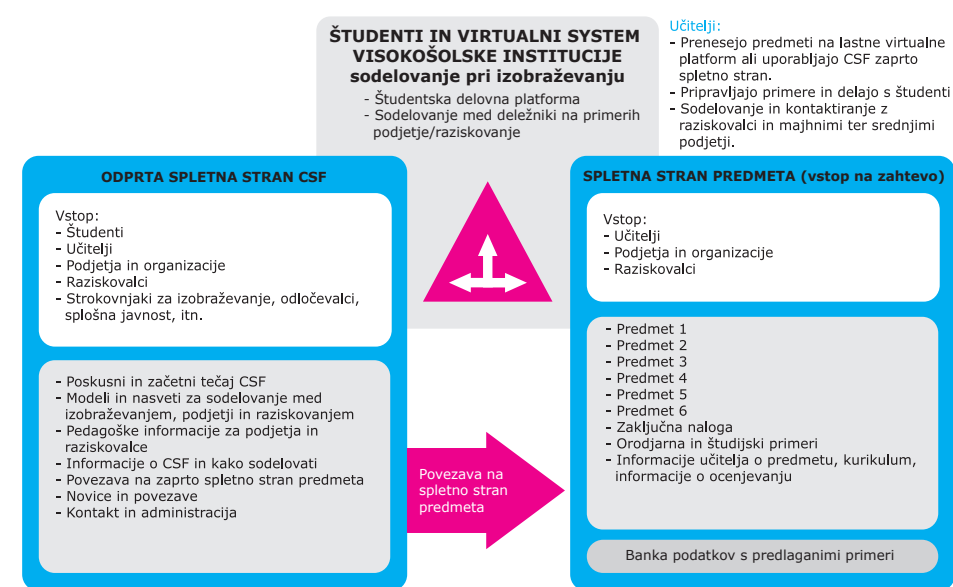 ŠTUDENTI IN VIRTUALNI SYSTEM
VISOKOŠOLSKE INSTITUCIJE
sodelovanje pri izobraževanju
- Študentska delovna platforma
- Sodelovanje med deležniki na primerih
podjetje/raziskovanje
Učitelji:
- Prenesejo predmeti na lastne virtualne
platform ali uporabljajo CSF zaprto
spletno stran.
- Pripravljajo primere in delajo s študenti
- Sodelovanje in kontaktiranje z
raziskovalci in majhnimi ter srednjimi
podjetji.
ODPRTA SPLETNA STRAN CSF
Vstop:
- Študenti
- Učitelji
- Podjetja in organizacije
- Raziskovalci
- Strokovnjaki za izobraževanje, odločevalci,
splošna javnost, itn.
- Poskusni in začetni tečaj CSF
- Modeli in nasveti za sodelovanje med
izobraževanjem, podjetji in raziskovanjem
- Pedagoške informacije za podjetja in
raziskovalce
- Informacije o CSF in kako sodelovati
- Povezava na zaprto spletno stran predmeta
- Novice in povezave
- Kontakt in administracija
Povezava na
spletno stran
predmeta
SPLETNA STRAN PREDMETA (vstop na zahtevo)
Vstop:
- Učitelji
- Podjetja in organizacije
- Raziskovalci
- Predmet 1
- Predmet 2
- Predmet 3
- Predmet 4
- Predmet 5
- Predmet 6
- Zaključna naloga
- Orodjarna in študijski primeri
- Informacije učitelja o predmetu, kurikulum,
informacije o ocenjevanju
Banka podatkov s predlaganimi primeri